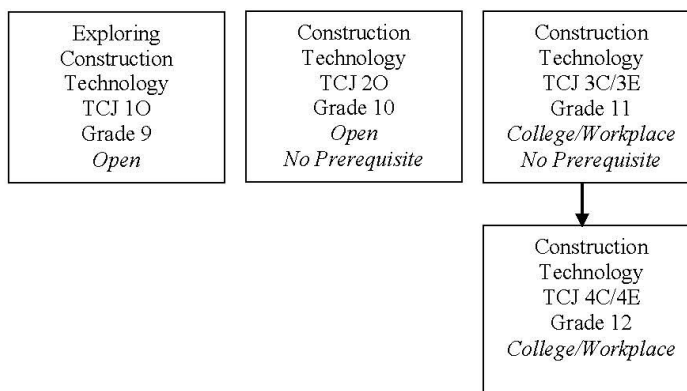 Exploring
Construction
Technology
TCJ 1O
Grade 9
Open
Construction
Technology
TCJ 2O
Grade 10
Open
No Prerequisite
Construction
Technology
TCJ 3C/3E
Grade 11
College/Workplace
No Prerequisite
Construction
Technology
TCJ 4C/4E
Grade 12
College/Workplace